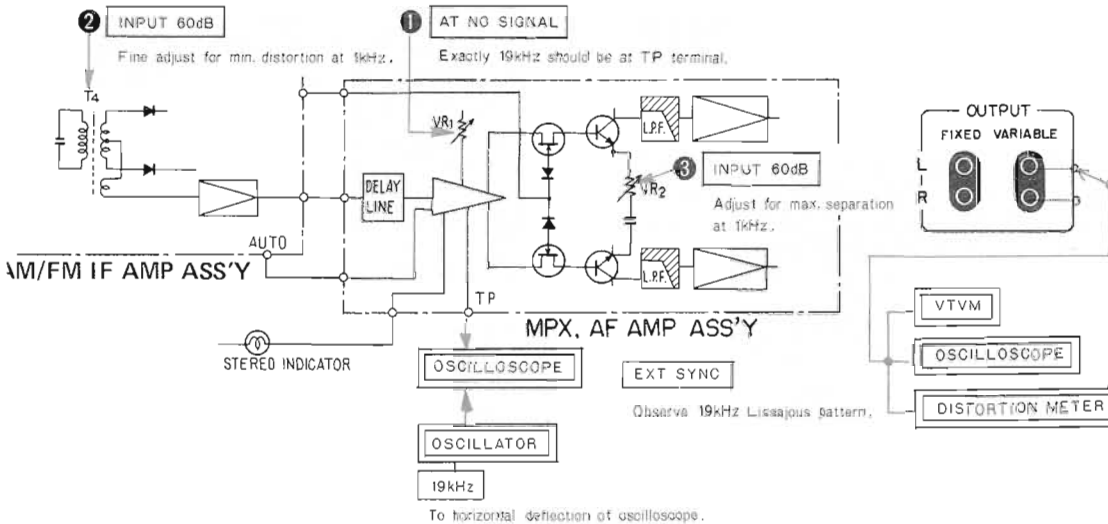 2 INPUT 60dB
Fine adjust for min. distortion at 1kHz.
1 AT NO SIGNAL
Exactly 19kHz should be at TP terminal.
T4
VR1
L.P.F.
DELAY
LINE
3 INPUT 60dB
VR2
Adjust for max. separation
at 1kHz.
L.P.F.
AUTO
AM/FM IF AMP ASS'Y
TP
MPX, AF AMP ASS'Y
STEREO INDICATOR
OSCILLOSCOPE
EXT SYNC
Observe 19kHz Lissajous pattern.
OSCILLATOR
19kHz
To horizontal deflection of oscilloscope.
OUTPUT
FIXED VARIABLE
L
R
VTVM
OSCILLOSCOPE
DISTORTION METER